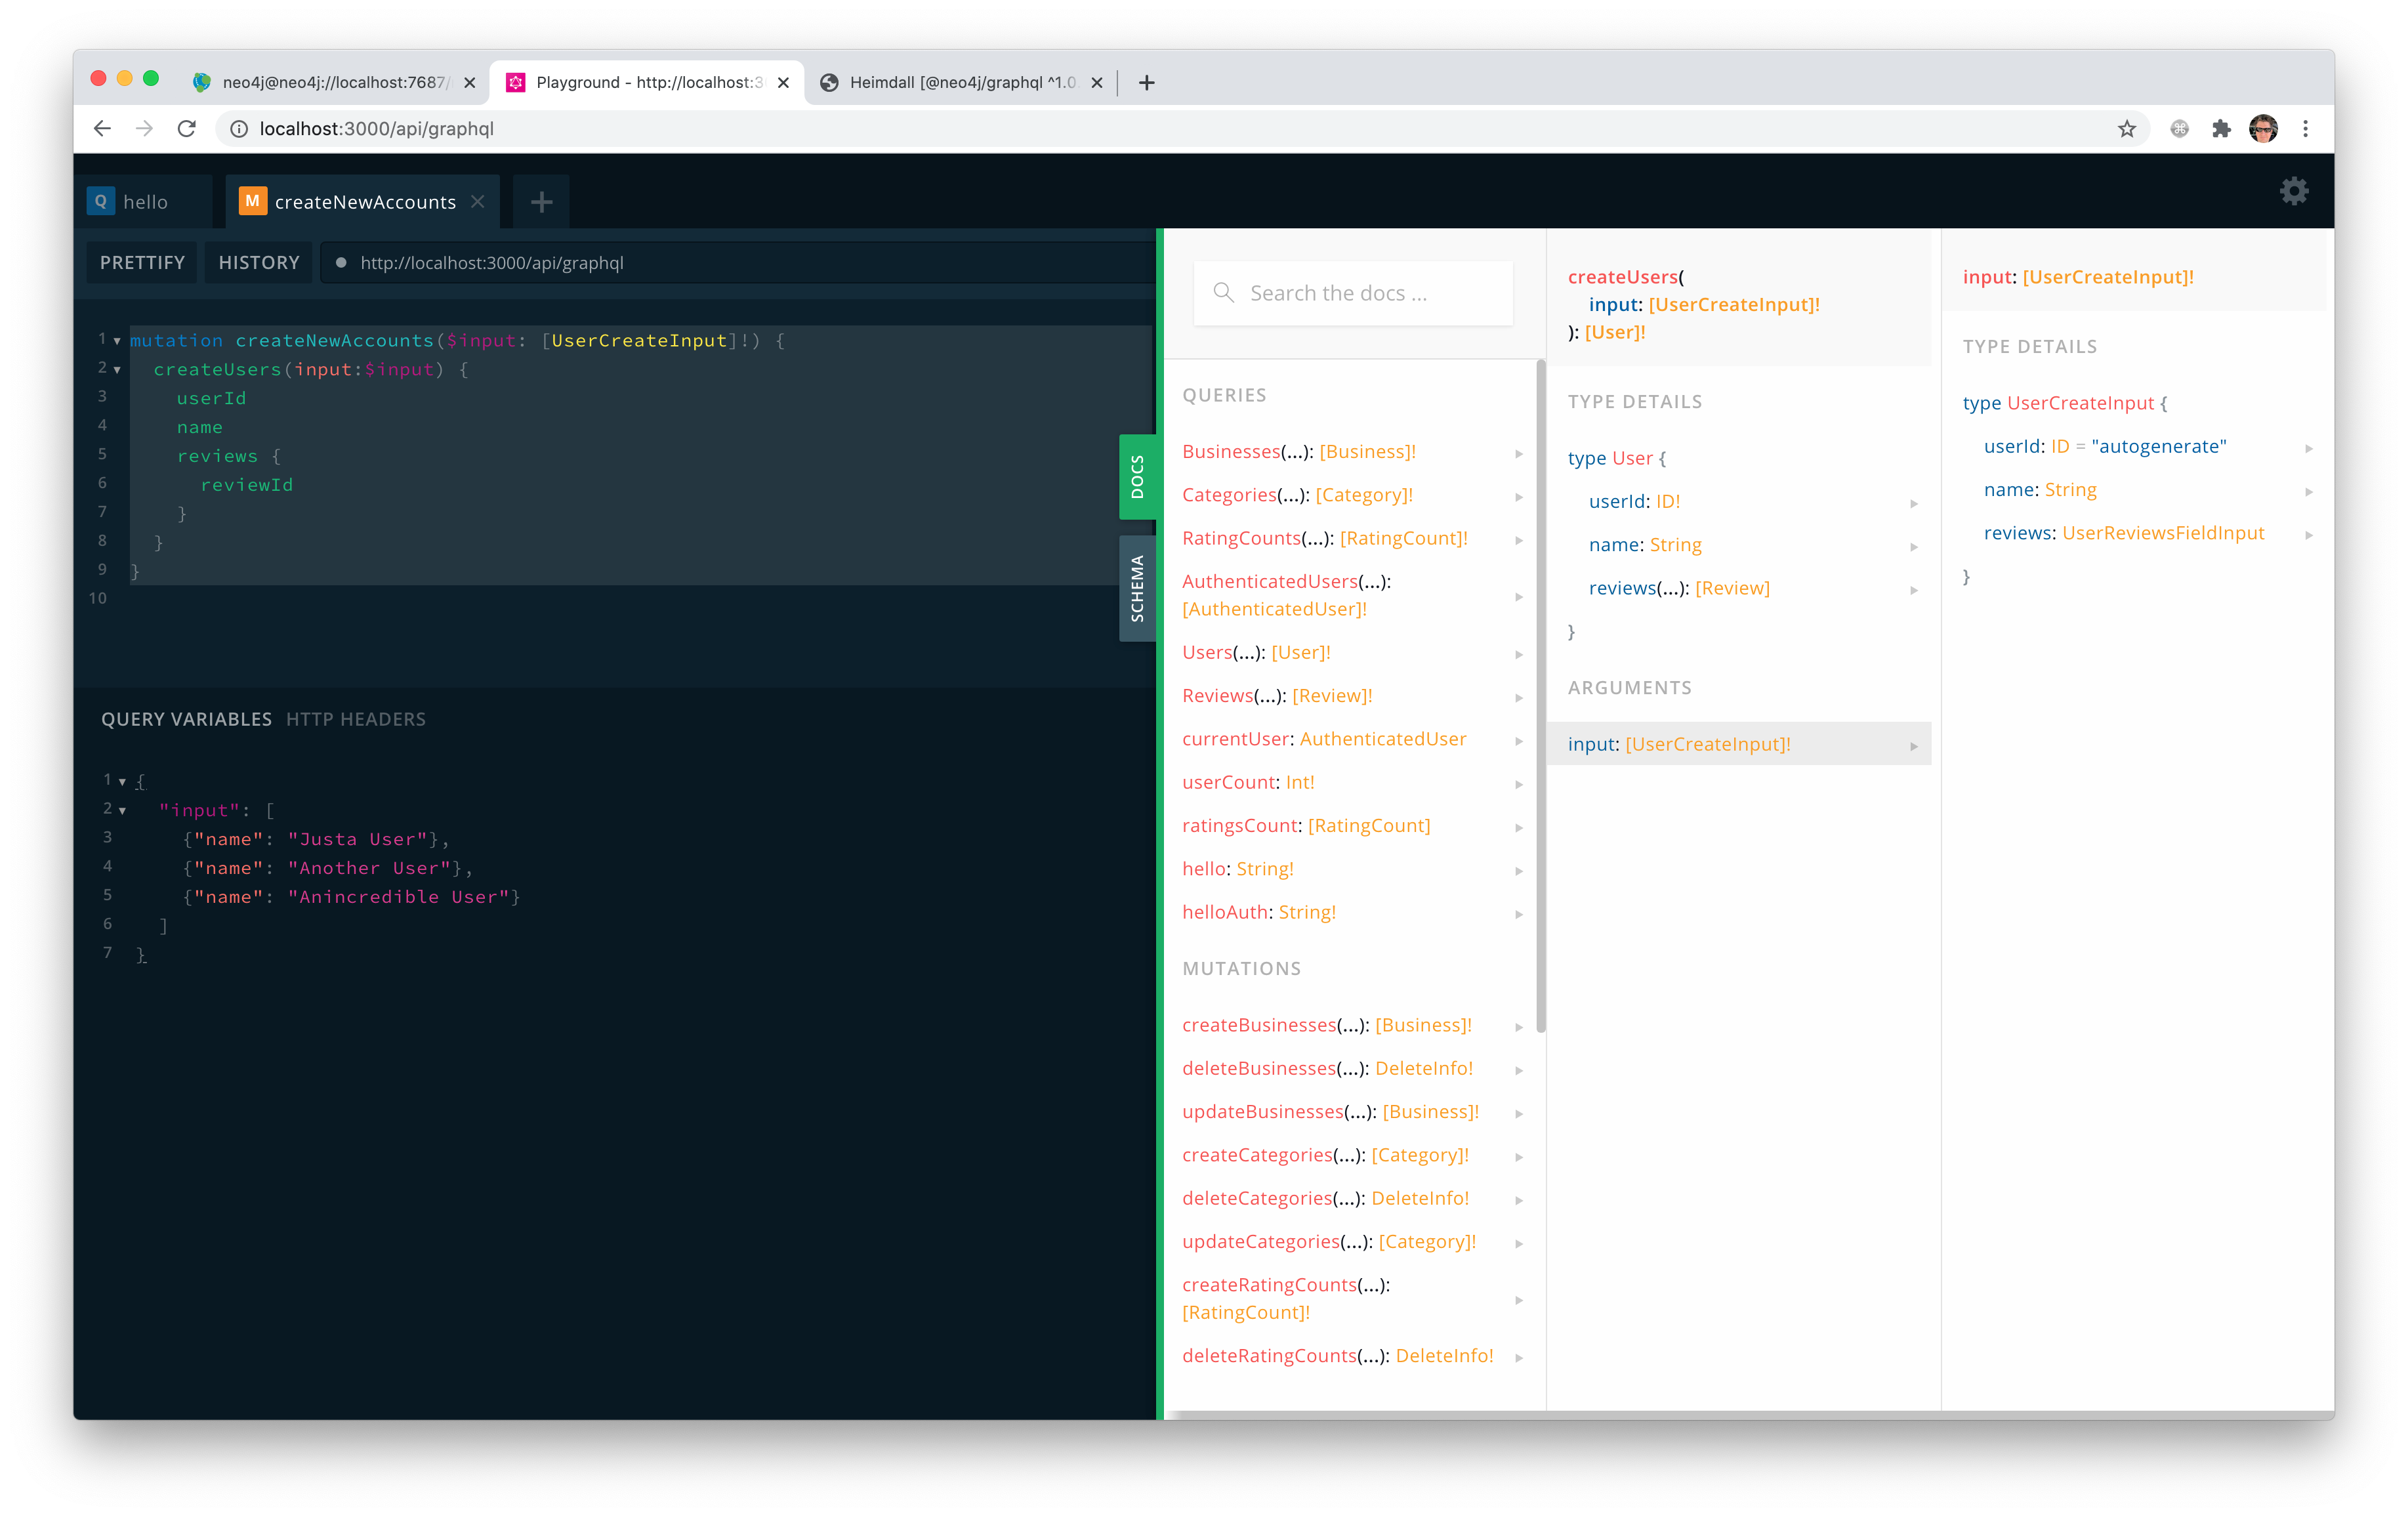 neo4j@neo4j://localhost:7687/
Playground - http://localhost:3
Heimdall [@neo4j/graphql ^1.0
localhost:3000/api/graphql
Q hello
M createNewAccounts
PRETTIFY
HISTORY
http://localhost:3000/api/graphql
1 mutation createNewAccounts($input: [UserCreateInput]!) {
2 createUsers(input:$input) {
3 userId
4 name
5 reviews {
6 reviewId
7 }
8 }
9 }
10
QUERY VARIABLES HTTP HEADERS
1 {
2 "input": [
3 {"name": "Justa User"},
4 {"name": "Another User"},
5 {"name": "Anincredible User"}
6 ]
7 }
DOCS
SCHEMA
Search the docs ...
QUERIES
Businesses(...): [Business]!
Categories(...): [Category]!
RatingCounts(...): [RatingCount]!
AuthenticatedUsers(...):
[AuthenticatedUser]!
Users(...): [User]!
Reviews(...): [Review]!
currentUser: AuthenticatedUser
userCount: Int!
ratingsCount: [RatingCount]
hello: String!
helloAuth: String!
MUTATIONS
createBusinesses(...): [Business]!
deleteBusinesses(...): DeleteInfo!
updateBusinesses(...): [Business]!
createCategories(...): [Category]!
deleteCategories(...): DeleteInfo!
updateCategories(...): [Category]!
createRatingCounts(...):
[RatingCount]!
deleteRatingCounts(...): DeleteInfo!
createUsers(
input: [UserCreateInput]!
): [User]!
TYPE DETAILS
type User {
userId: ID!
name: String
reviews(...): [Review]
}
ARGUMENTS
input: [UserCreateInput]!
input: [UserCreateInput]!
TYPE DETAILS
type UserCreateInput {
userId: ID = "autogenerate"
name: String
reviews: UserReviewsFieldInput
}